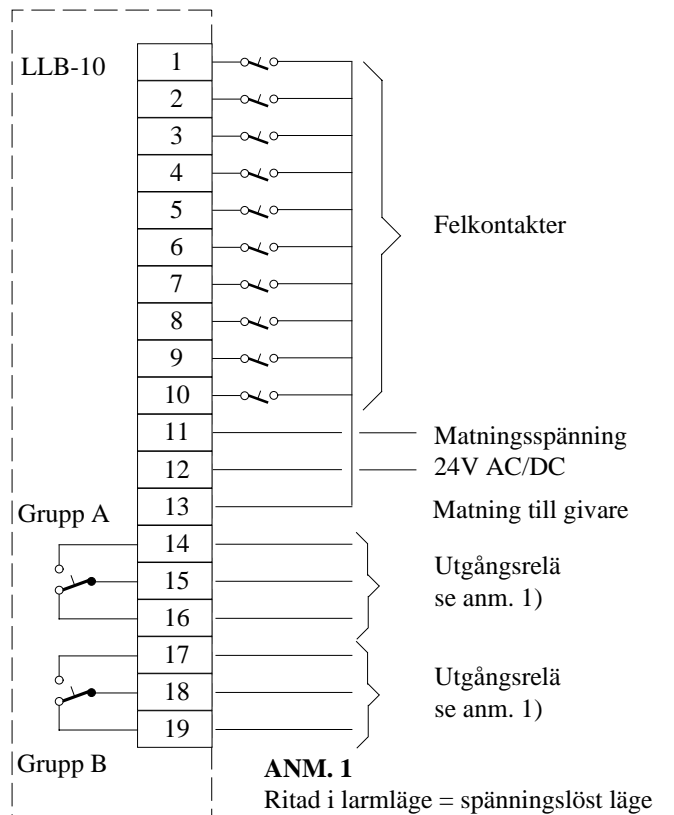 LLB-10
1
2
3
4
5
6
7
8
9
10
11
12
13
14
15
16
17
18
19
Felkontakter
Matningsspänning
24V AC/DC
Matning till givare
Grupp A
Utgångsrelä
se anm. 1)
Utgångsrelä
se anm. 1)
Grupp B
ANM. 1
Ritad i larmläge = spänningslöst läge